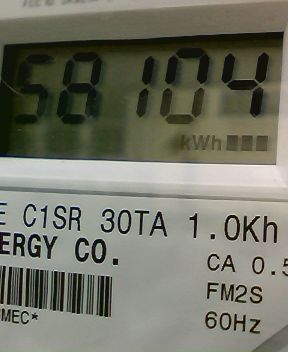 58104
kWh
E C1SR 30TA 1.0Kh
ERGY CO.
CA 0.5
FM2S
MEC*
60Hz